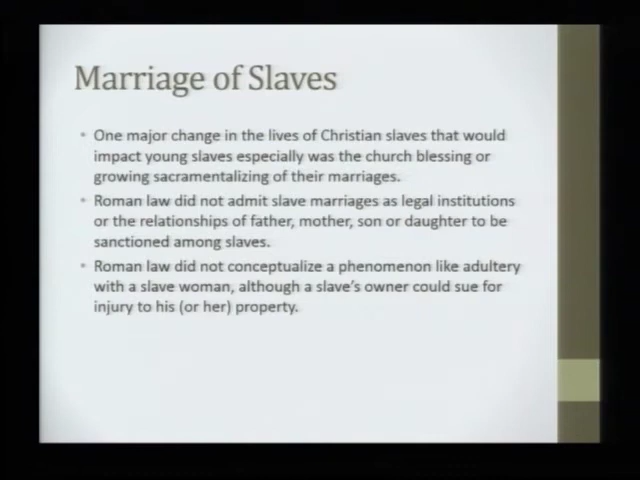 Marriage of Slaves
• One major change in the lives of Christian slaves that would
impact young slaves especially was the church blessing or
growing sacramentalizing of their marriages.
• Roman law did not admit slave marriages as legal institutions
or the relationships of father, mother, son or daughter to be
sanctioned among slaves.
• Roman law did not conceptualize a phenomenon like adultery
with a slave woman, although a slave's owner could sue for
injury to his (or her) property.